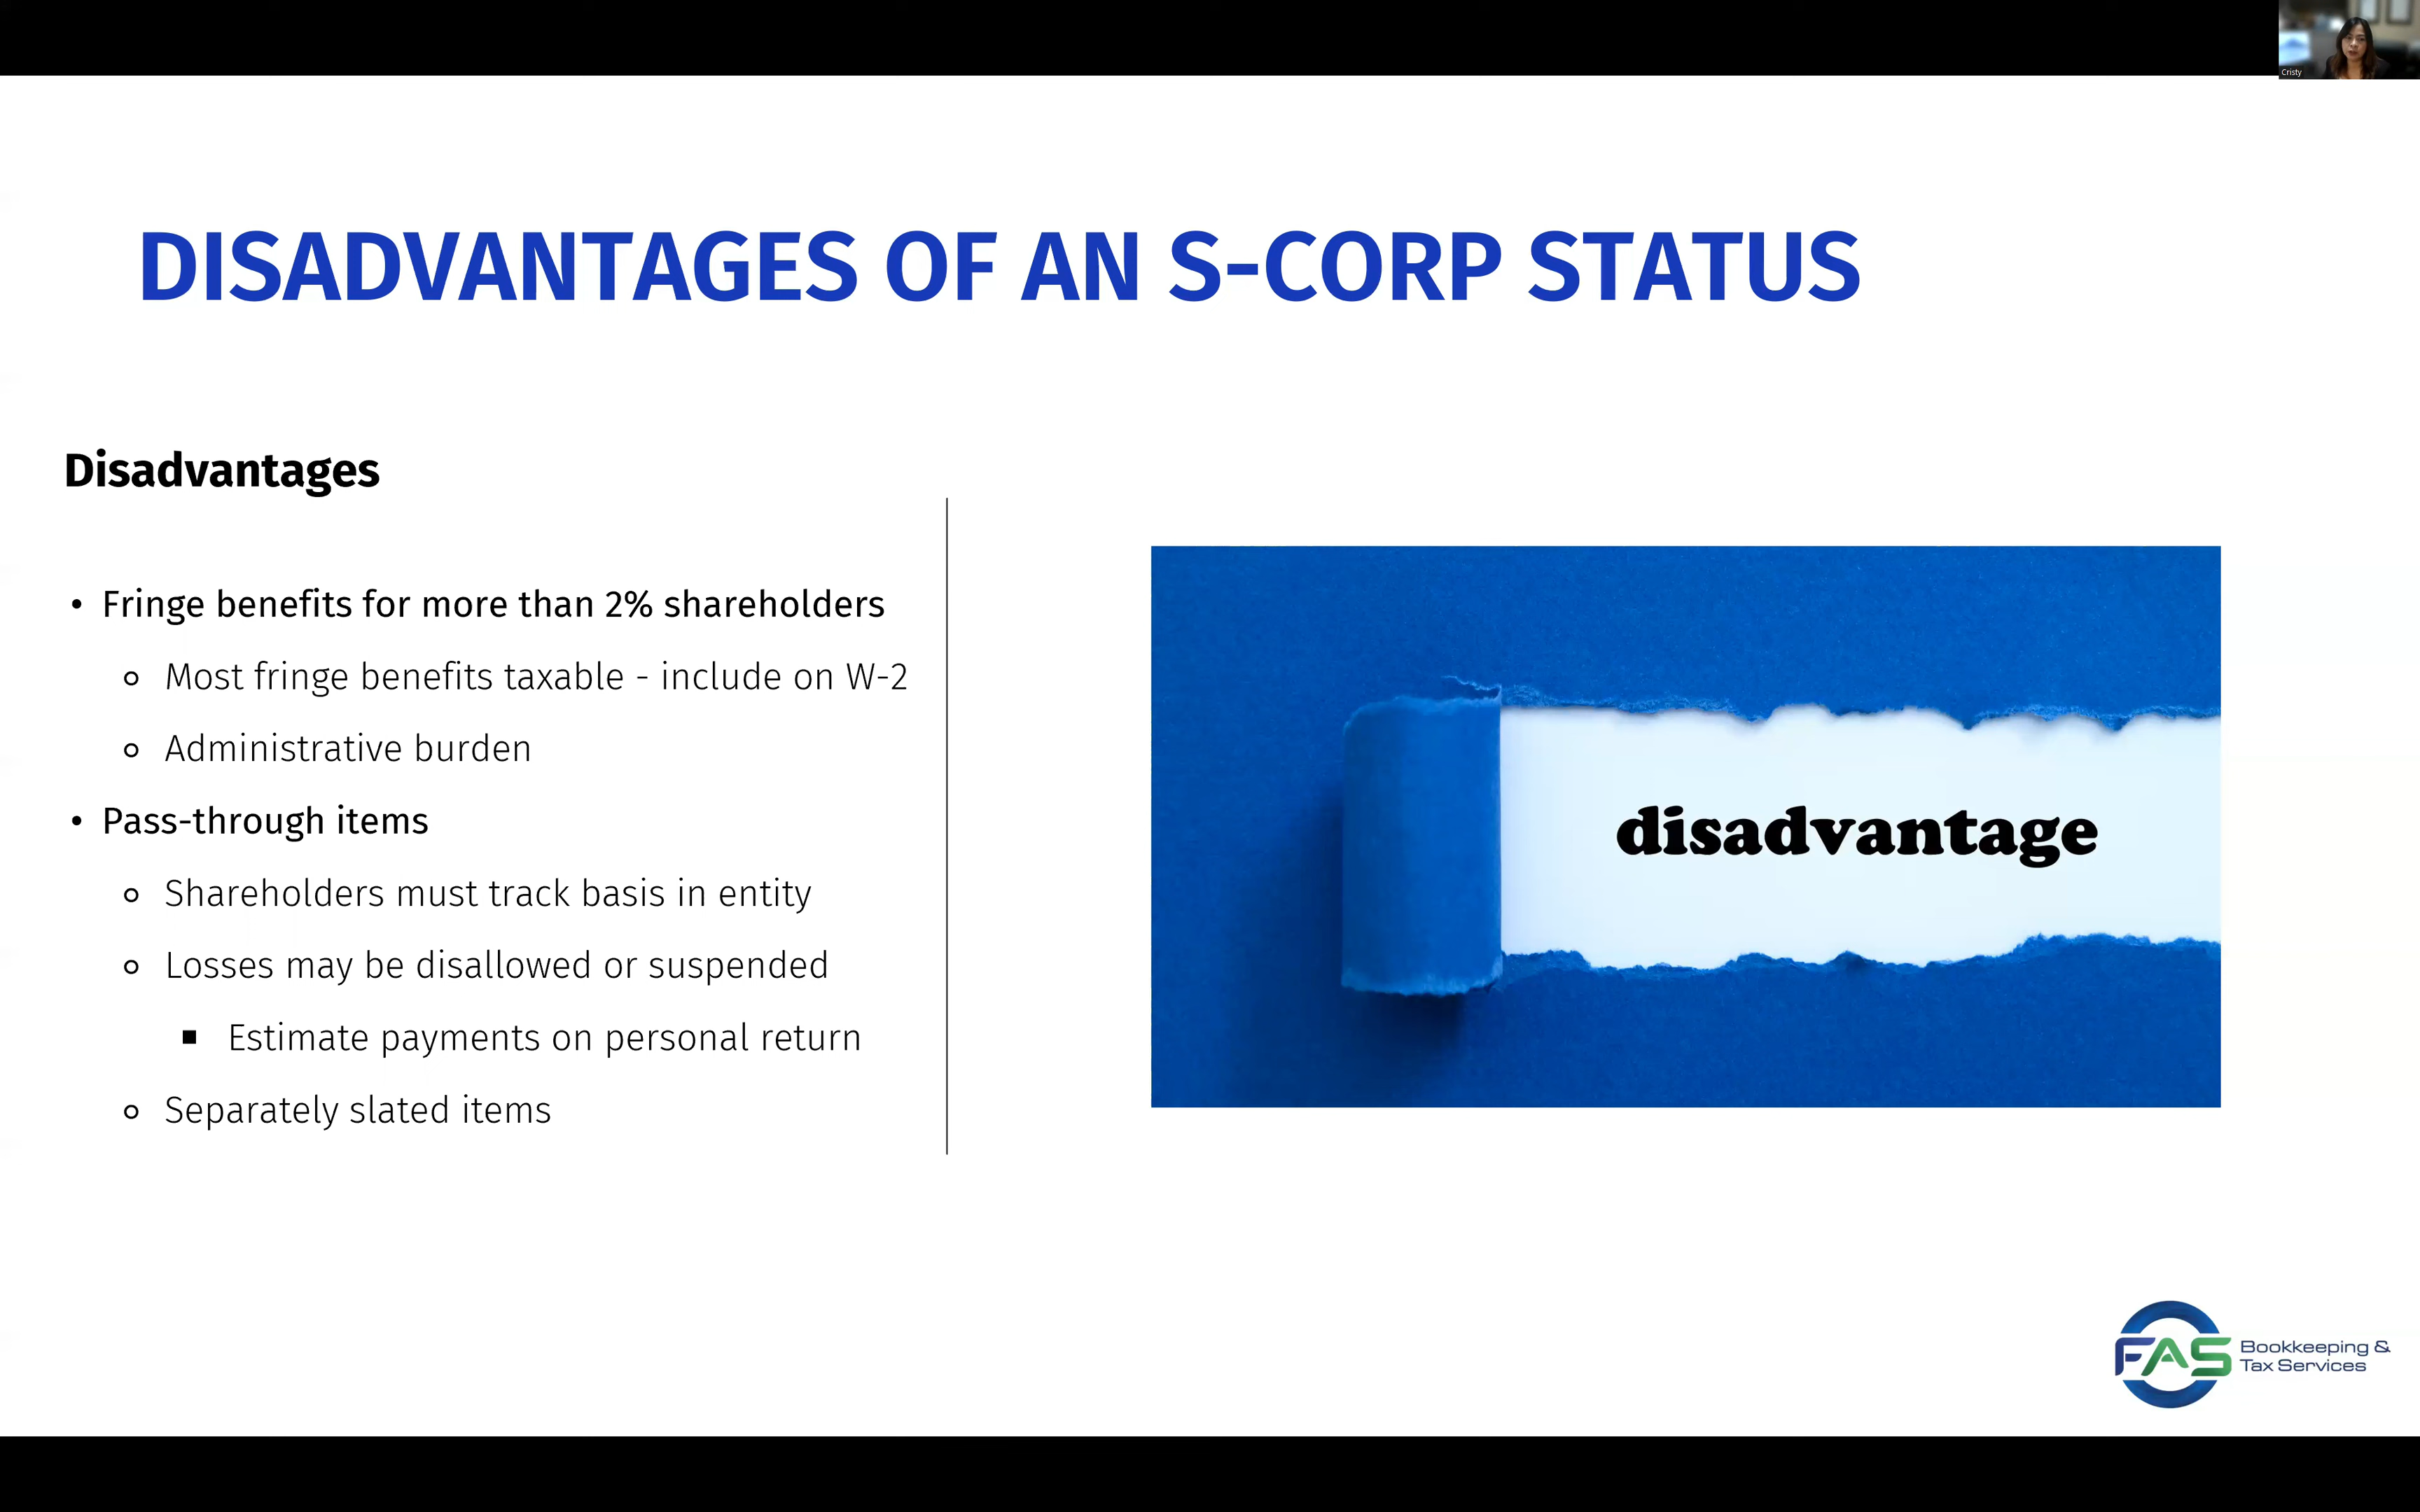 Cristy
DISADVANTAGES OF AN S-CORP STATUS
Disadvantages
• Fringe benefits for more than 2% shareholders
Most fringe benefits taxable - include on W-2
Administrative burden
• Pass-through items
Shareholders must track basis in entity
Losses may be disallowed or suspended
■ Estimate payments on personal return
Separately slated items
disadvantage
FAS
Bookkeeping &
Tax Services